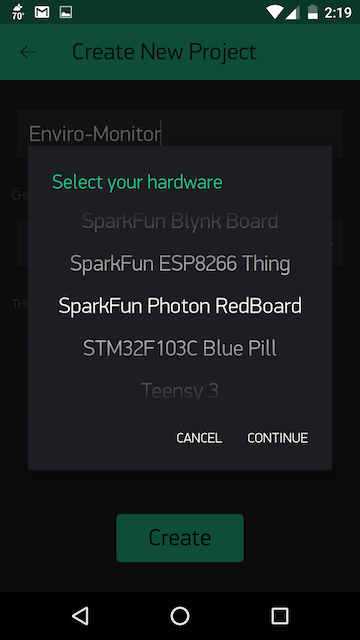 70°
2:19
Create New Project
Enviro-Monitor
CH
Select your hardware
SparkFun Blynk Board
SparkFun ESP8266 Thing
TH
SparkFun Photon RedBoard
STM32F103C Blue Pill
Teensy 3
CANCEL CONTINUE
Create